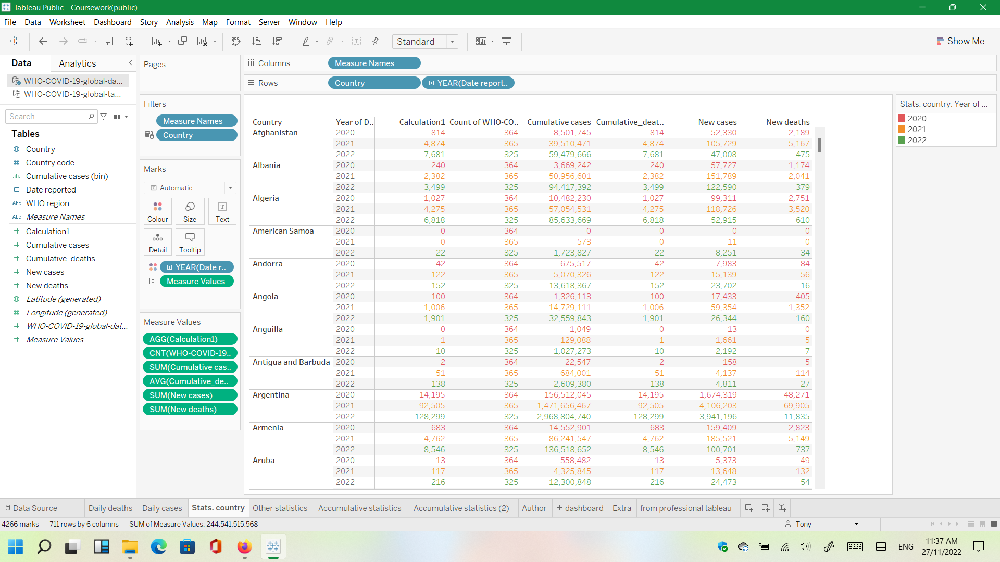 Tableau Public - Coursework(public)
File Data Worksheet Dashboard Story Analysis Map Format Server Window Help
Standard
Show Me
Data Analytics
WHO-COVID-19-global-da...
WHO-COVID-19-global-ta...
Search
Tables
Country
Country code
Cumulative cases (bin)
Date reported
Abc WHO region
Abc Measure Names
Calculation1
Cumulative cases
Cumulative_deaths
New cases
New deaths
Latitude (generated)
Longitude (generated)
WHO-COVID-19-global-dat...
Measure Values
Pages
Filters
Measure Names
Country
Marks
Automatic
Colour Size Text
Detail Tooltip
YEAR(Date r..
Measure Values
Measure Values
AGG(Calculation1)
CNT(WHO-COVID-19..
SUM(Cumulative cas..
AVG(Cumulative_de..
SUM(New cases)
SUM(New deaths)
Columns Measure Names
Rows Country YEAR(Date report..
Country Year of D.. Calculation1 Count of WHO-CO.. Cumulative cases Cumulative_deat.. New cases New deaths
Afghanistan 2020 814 364 8,501,745 814 52,330 2,189
2021 4,874 365 39,510,471 4,874 105,729 5,167
2022 7,681 325 59,479,666 7,681 47,008 475
Albania 2020 240 364 3,669,242 240 57,727 1,174
2021 2,382 365 50,956,601 2,382 151,789 2,041
2022 3,499 325 94,417,392 3,499 122,590 379
Algeria 2020 1,027 364 10,482,230 1,027 99,311 2,751
2021 4,275 365 57,054,531 4,275 118,726 3,520
2022 6,818 325 85,633,669 6,818 52,915 610
American Samoa 2020 0 364 0 0 0 0
2021 0 365 573 0 11 0
2022 22 325 1,723,827 22 8,251 34
Andorra 2020 42 364 675,517 42 7,983 84
2021 122 365 5,070,326 122 15,139 56
2022 152 325 13,618,367 152 23,702 16
Angola 2020 100 364 1,326,113 100 17,433 405
2021 1,006 365 14,729,111 1,006 59,354 1,352
2022 1,901 325 32,559,843 1,901 26,344 160
Anguilla 2020 0 364 1,049 0 13 0
2021 1 365 129,088 1 1,661 5
2022 10 325 1,027,273 10 2,192 7
Antigua and Barbuda 2020 2 364 22,547 2 158 5
2021 51 365 684,001 51 4,137 114
2022 138 325 2,609,380 138 4,811 27
Argentina 2020 14,195 364 156,512,045 14,195 1,674,319 48,271
2021 92,505 365 1,471,656,467 92,505 4,106,203 69,905
2022 128,299 325 2,968,804,740 128,299 3,941,196 11,835
Armenia 2020 683 364 14,552,901 683 159,409 2,823
2021 4,762 365 86,241,547 4,762 185,521 5,149
2022 8,546 325 136,518,652 8,546 100,701 737
Aruba 2020 13 364 558,482 13 5,373 49
2021 117 365 4,325,845 117 13,648 132
2022 216 325 12,300,848 216 24,473 54
Stats. country. Year of ...
2020
2021
2022
Data Source Daily deaths Daily cases Stats. country Other statistics Accumulative statistics Accumulative statistics (2) Author dashboard Extra from professional tableau
4266 marks 711 rows by 6 columns SUM of Measure Values: 244,541,515,568 Tony
ENG
11:37 AM
27/11/2022